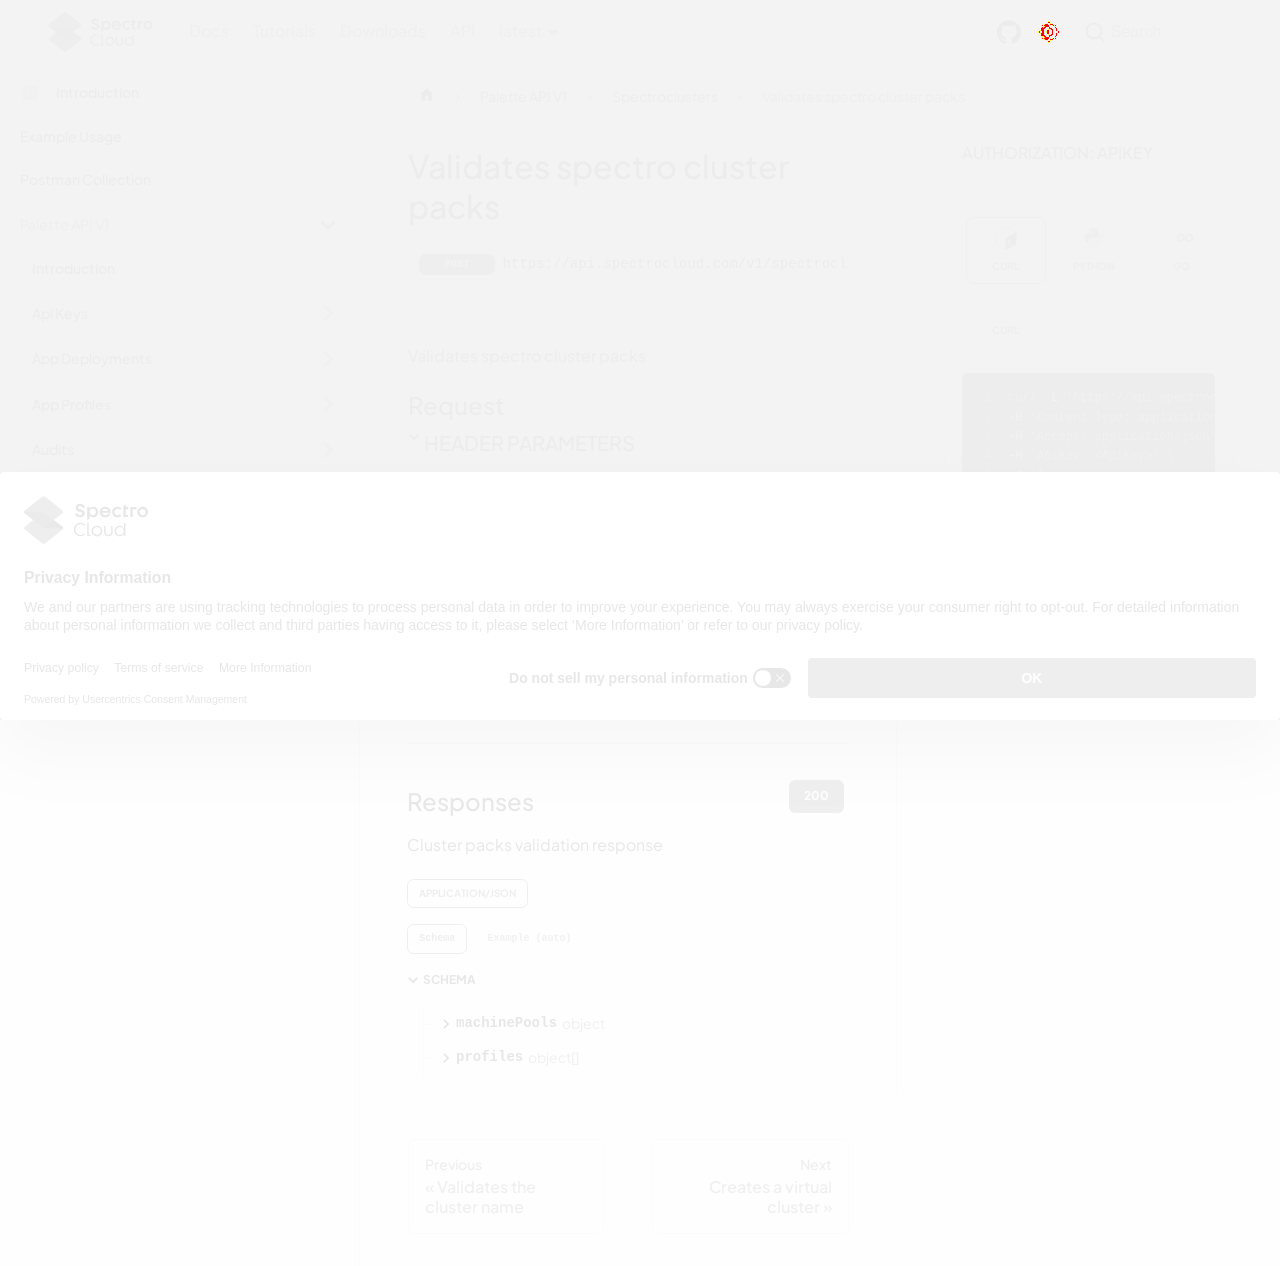 Spectro
Cloud
Docs
Tutorials
Downloads
API
latest
Search
Introduction
Example Usage
Postman Collection
Palette API V1
Introduction
Api Keys
App Deployments
App Profiles
Audits
Palette API V1
Spectroclusters
Validates spectro cluster packs
Validates spectro cluster
packs
https://api.spectrocloud.com/v1/spectrocl
Validates spectro cluster packs
Request
HEADER PARAMETERS
AUTHORIZATION: APIKEY
CURL
PYTHON
GO
CURL
Spectro
Cloud
Privacy Information
We and our partners are using tracking technologies to process personal data in order to improve your experience. You may always exercise your consumer right to opt-out. For detailed information
about personal information we collect and third parties having access to it, please select 'More Information' or refer to our privacy policy.
Privacy policy
Terms of service
More Information
Powered by Usercentrics Consent Management
Do not sell my personal information
OK
Responses
200
Cluster packs validation response
APPLICATION/JSON
Schema
Example (auto)
SCHEMA
machinePools object
profiles object[]
Previous
« Validates the
cluster name
Next
Creates a virtual
cluster »